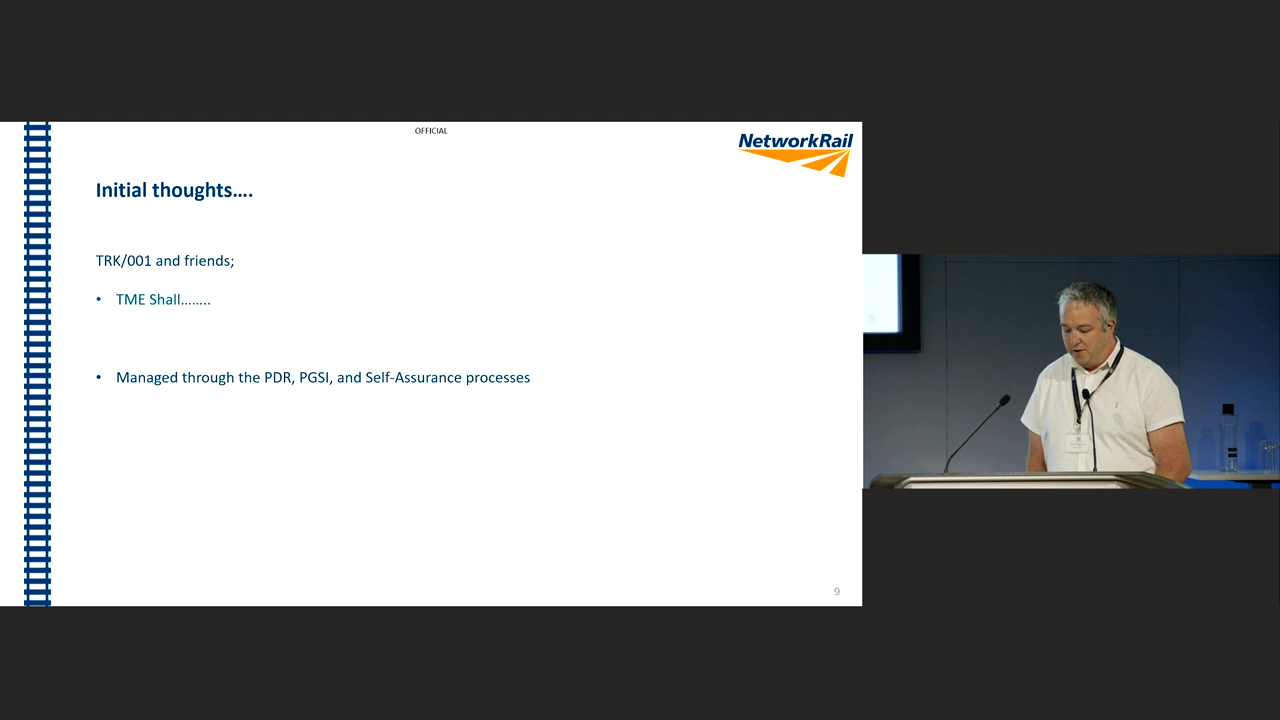 OFFICIAL
NetworkRail
Initial thoughts….
TRK/001 and friends;
• TME Shall……..
• Managed through the PDR, PGSI, and Self-Assurance processes
9
9